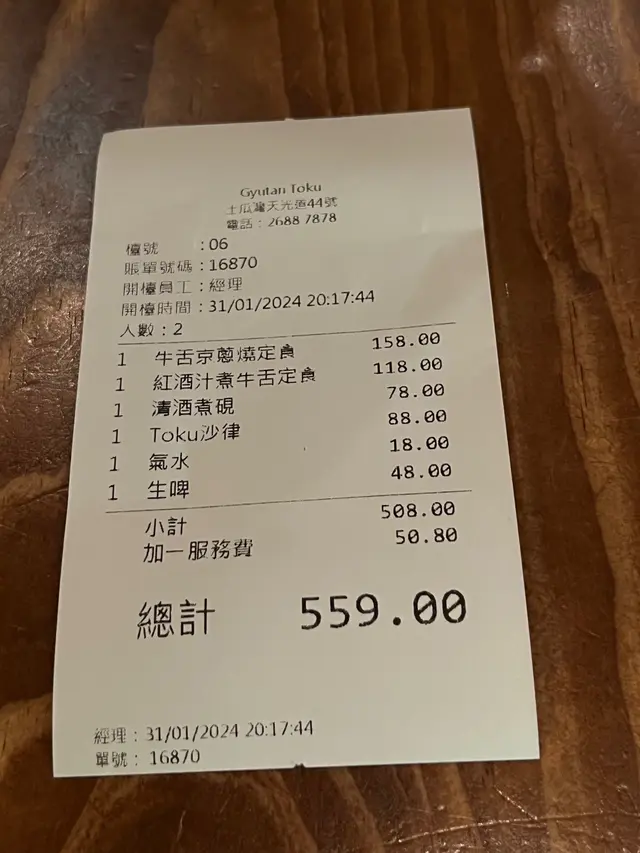 Gyutan Toku
土瓜灣天光道44號
電話：2688 7878
檯號 : 06
賬單號碼 : 16870
開檯員工 : 經理
開檯時間 : 31/01/2024 20:17:44
人數 : 2
1 牛舌京蔥燒定食 158.00
1 紅酒汁煮牛舌定食 118.00
1 清酒煮硯 78.00
1 Toku沙律 88.00
1 氣水 18.00
1 生啤 48.00
小計 508.00
加一服務費 50.80
總計 559.00
經理 : 31/01/2024 20:17:44
單號 : 16870